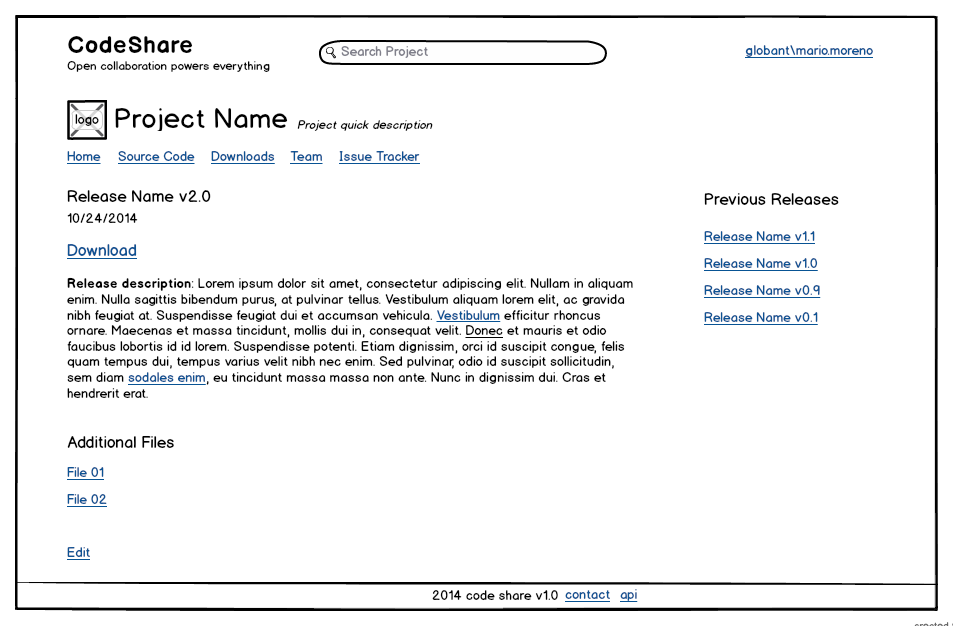 CodeShare
Open collaboration powers everything
Search Project
globant\mario.moreno
logo
Project Name
Project quick description
Home Source Code Downloads Team Issue Tracker
Release Name v2.0
10/24/2014
Download
Release description: Lorem ipsum dolor sit amet, consectetur adipiscing elit. Nullam in aliquam
enim. Nulla sagittis bibendum purus, at pulvinar tellus. Vestibulum aliquam lorem elit, ac gravida
nibh feugiat at. Suspendisse feugiat dui et accumsan vehicula. Vestibulum efficitur rhoncus
ornare. Maecenas et massa tincidunt, mollis dui in, consequat velit. Donec et mauris et odio
faucibus lobortis id id lorem. Suspendisse potenti. Etiam dignissim, orci id suscipit congue, felis
quam tempus dui, tempus varius velit nibh nec enim. Sed pulvinar, odio id suscipit sollicitudin,
sem diam sodales enim, eu tincidunt massa massa non ante. Nunc in dignissim dui. Cras et
hendrerit erat.
Additional Files
File 01
File 02
Edit
Previous Releases
Release Name v1.1
Release Name v1.0
Release Name v0.9
Release Name v0.1
2014 code share v1.0 contact api